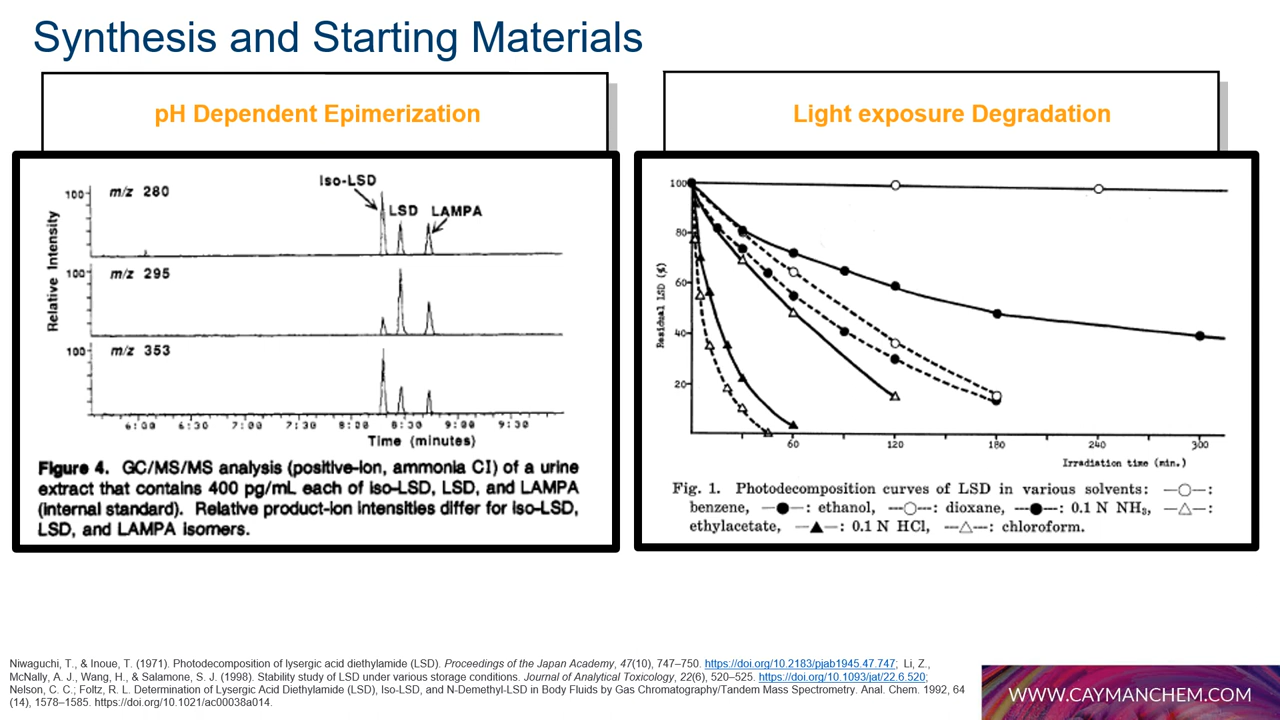 Synthesis and Starting Materials
pH Dependent Epimerization
Light exposure Degradation
Relative Intensity
100
m/z 280
Iso-LSD
LSD LAMPA
100
m/z 295
100
m/z 353
6:00 6:30 7:00 7:30 8:00 8:30 9:00 9:30
Time (minutes)
Figure 4. GC/MS/MS analysis (positive-ion, ammonia CI) of a urine
extract that contains 400 pg/mL each of iso-LSD, LSD, and LAMPA
(internal standard). Relative product-ion intensities differ for iso-LSD,
LSD, and LAMPA isomers.
Residual LSD (%)
100
80
60
40
20
60 120 180 240 300
Irradiation time (min.)
Fig. 1. Photodecomposition curves of LSD in various solvents: —○—:
benzene, —●—: ethanol, --○--: dioxane, --●--: 0.1 N NH₃, —△—:
ethylacetate, —▲—: 0.1 N HCl, --△--: chloroform.
Niwaguchi, T., & Inoue, T. (1971). Photodecomposition of lysergic acid diethylamide (LSD). Proceedings of the Japan Academy, 47(10), 747–750. https://doi.org/10.2183/pjab1945.47.747; Li, Z.,
McNally, A. J., Wang, H., & Salamone, S. J. (1998). Stability study of LSD under various storage conditions. Journal of Analytical Toxicology, 22(6), 520–525. https://doi.org/10.1093/jat/22.6.520;
Nelson, C. C.; Foltz, R. L. Determination of Lysergic Acid Diethylamide (LSD), Iso-LSD, and N-Demethyl-LSD in Body Fluids by Gas Chromatography/Tandem Mass Spectrometry. Anal. Chem. 1992, 64
(14), 1578–1585. https://doi.org/10.1021/ac00038a014.
WWW.CAYMANCHEM.COM